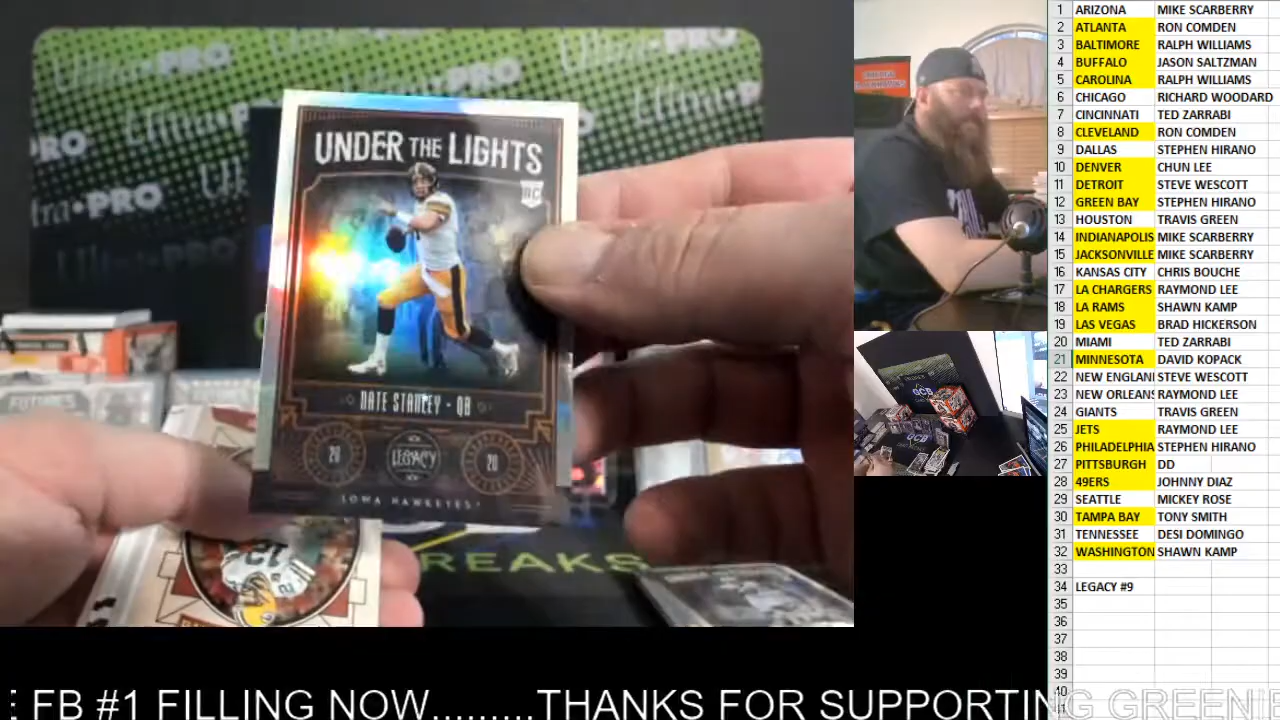 UNDER THE LIGHTS
RC
NATE STANLEY - QB
20 LEGACY 20
IOWA HAWKEYES
REAKS
1 ARIZONA MIKE SCARBERRY
2 ATLANTA RON COMDEN
3 BALTIMORE RALPH WILLIAMS
4 BUFFALO JASON SALTZMAN
5 CAROLINA RALPH WILLIAMS
6 CHICAGO RICHARD WOODARD
7 CINCINNATI TED ZARRABI
8 CLEVELAND RON COMDEN
9 DALLAS STEPHEN HIRANO
10 DENVER CHUN LEE
11 DETROIT STEVE WESCOTT
12 GREEN BAY STEPHEN HIRANO
13 HOUSTON TRAVIS GREEN
14 INDIANAPOLIS MIKE SCARBERRY
15 JACKSONVILLE MIKE SCARBERRY
16 KANSAS CITY CHRIS BOUCHE
17 LA CHARGERS RAYMOND LEE
18 LA RAMS SHAWN KAMP
19 LAS VEGAS BRAD HICKERSON
20 MIAMI TED ZARRABI
21 MINNESOTA DAVID KOPACK
22 NEW ENGLAN STEVE WESCOTT
23 NEW ORLEANS RAYMOND LEE
24 GIANTS TRAVIS GREEN
25 JETS RAYMOND LEE
26 PHILADELPHIA STEPHEN HIRANO
27 PITTSBURGH DD
28 49ERS JOHNNY DIAZ
29 SEATTLE MICKEY ROSE
30 TAMPA BAY TONY SMITH
31 TENNESSEE DESI DOMINGO
32 WASHINGTON SHAWN KAMP
33
34 LEGACY #9
35
36
37
38
39
40
41
: FB #1 FILLING NOW.........THANKS FOR SUPPORTING GREENIE